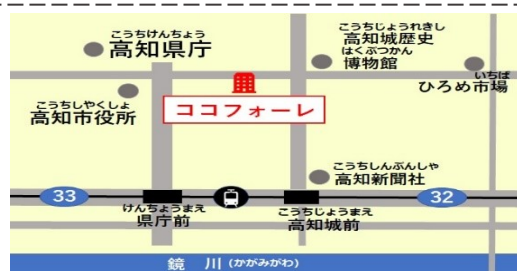 こうちけんちょう
高知県庁
こうちじょうれきし
高知城歴史
はくぶつかん
博物館
いちば
ひろめ市場
こうちしやくしょ
高知市役所
ココフォーレ
こうちしんぶんしゃ
高知新聞社
33
32
けんちょうまえ
県庁前
こうちじょうまえ
高知城前
鏡 川 (かがみがわ)